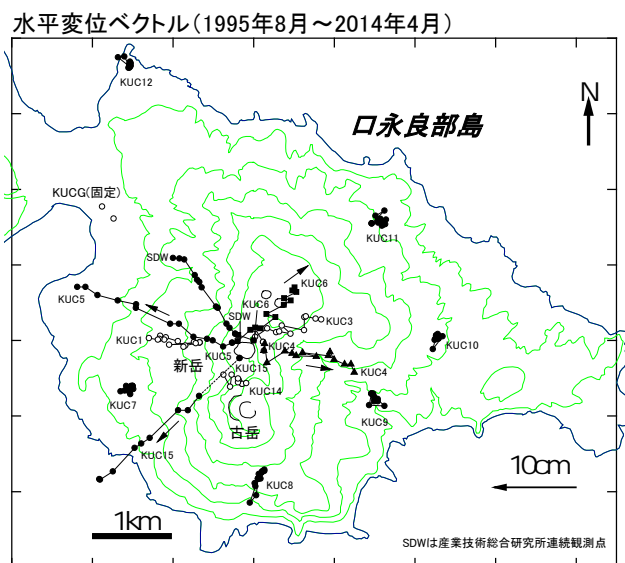 水平変位ベクトル(1995年8月～2014年4月)
KUC12
N
口永良部島
KUCG(固定)
KUC11
SDW
KUC6
KUC5
KUC6
SDW
KUC3
KUC1
KUC4
KUC10
新岳
KUC5
KUC15
KUC4
KUC7
KUC14
KUC9
古岳
KUC15
10cm
KUC8
1km
SDWは産業技術総合研究所連続観測点